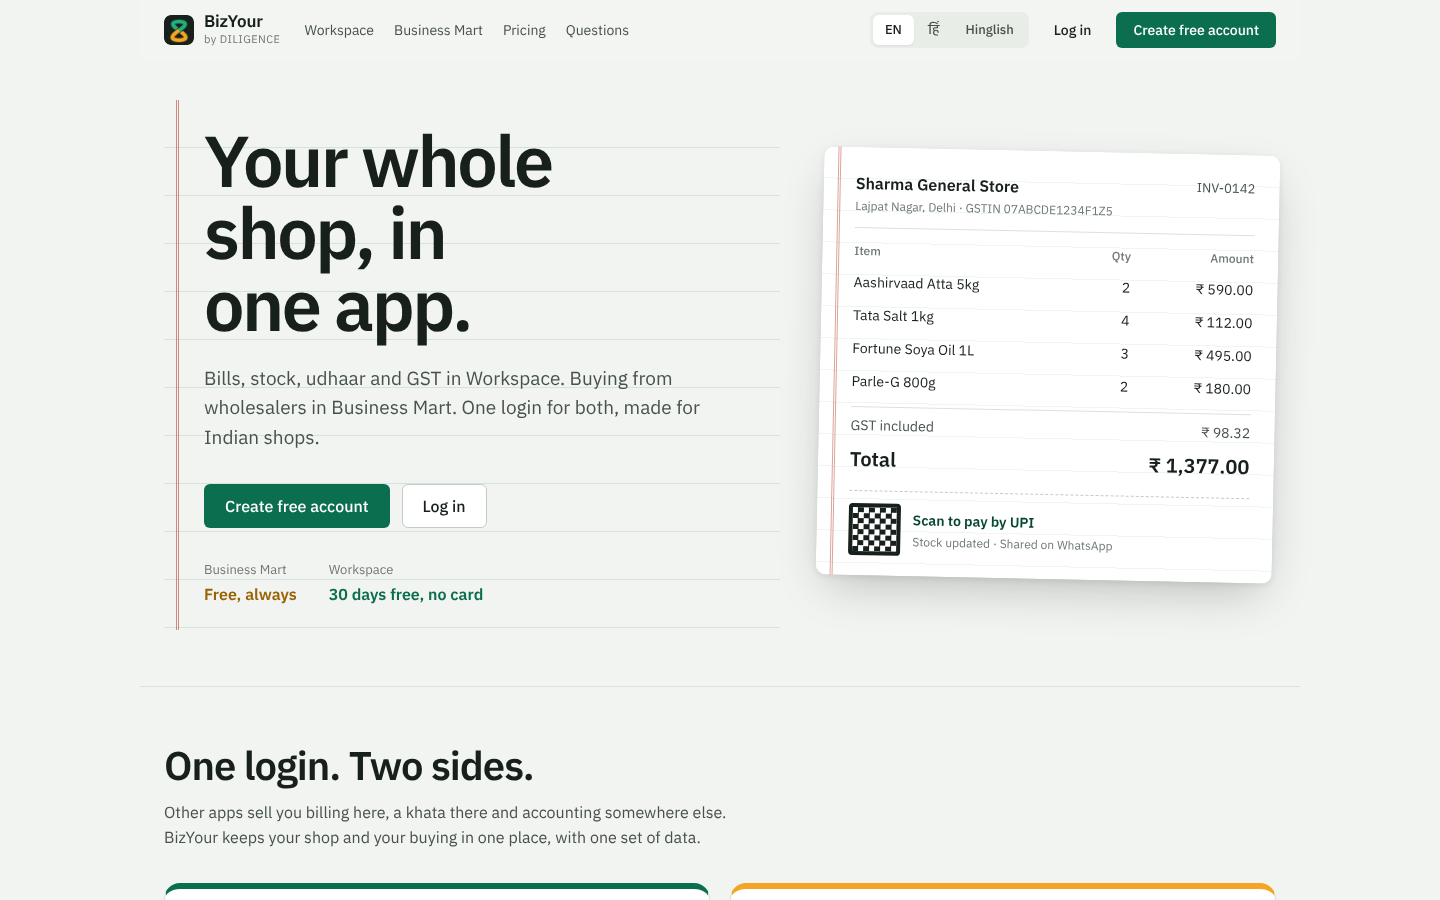 BizYour
by DILIGENCE
Workspace
Business Mart
Pricing
Questions
EN
हिं
Hinglish
Log in
Create free account
Your whole
shop, in
one app.
Bills, stock, udhaar and GST in Workspace. Buying from
wholesalers in Business Mart. One login for both, made for
Indian shops.
Create free account
Log in
Business Mart
Free, always
Workspace
30 days free, no card
Sharma General Store
INV-0142
Lajpat Nagar, Delhi · GSTIN 07ABCDE1234F1Z5
Item Qty Amount
Aashirvaad Atta 5kg 2 ₹ 590.00
Tata Salt 1kg 4 ₹ 112.00
Fortune Soya Oil 1L 3 ₹ 495.00
Parle-G 800g 2 ₹ 180.00
GST included ₹ 98.32
Total ₹ 1,377.00
Scan to pay by UPI
Stock updated · Shared on WhatsApp
One login. Two sides.
Other apps sell you billing here, a khata there and accounting somewhere else.
BizYour keeps your shop and your buying in one place, with one set of data.